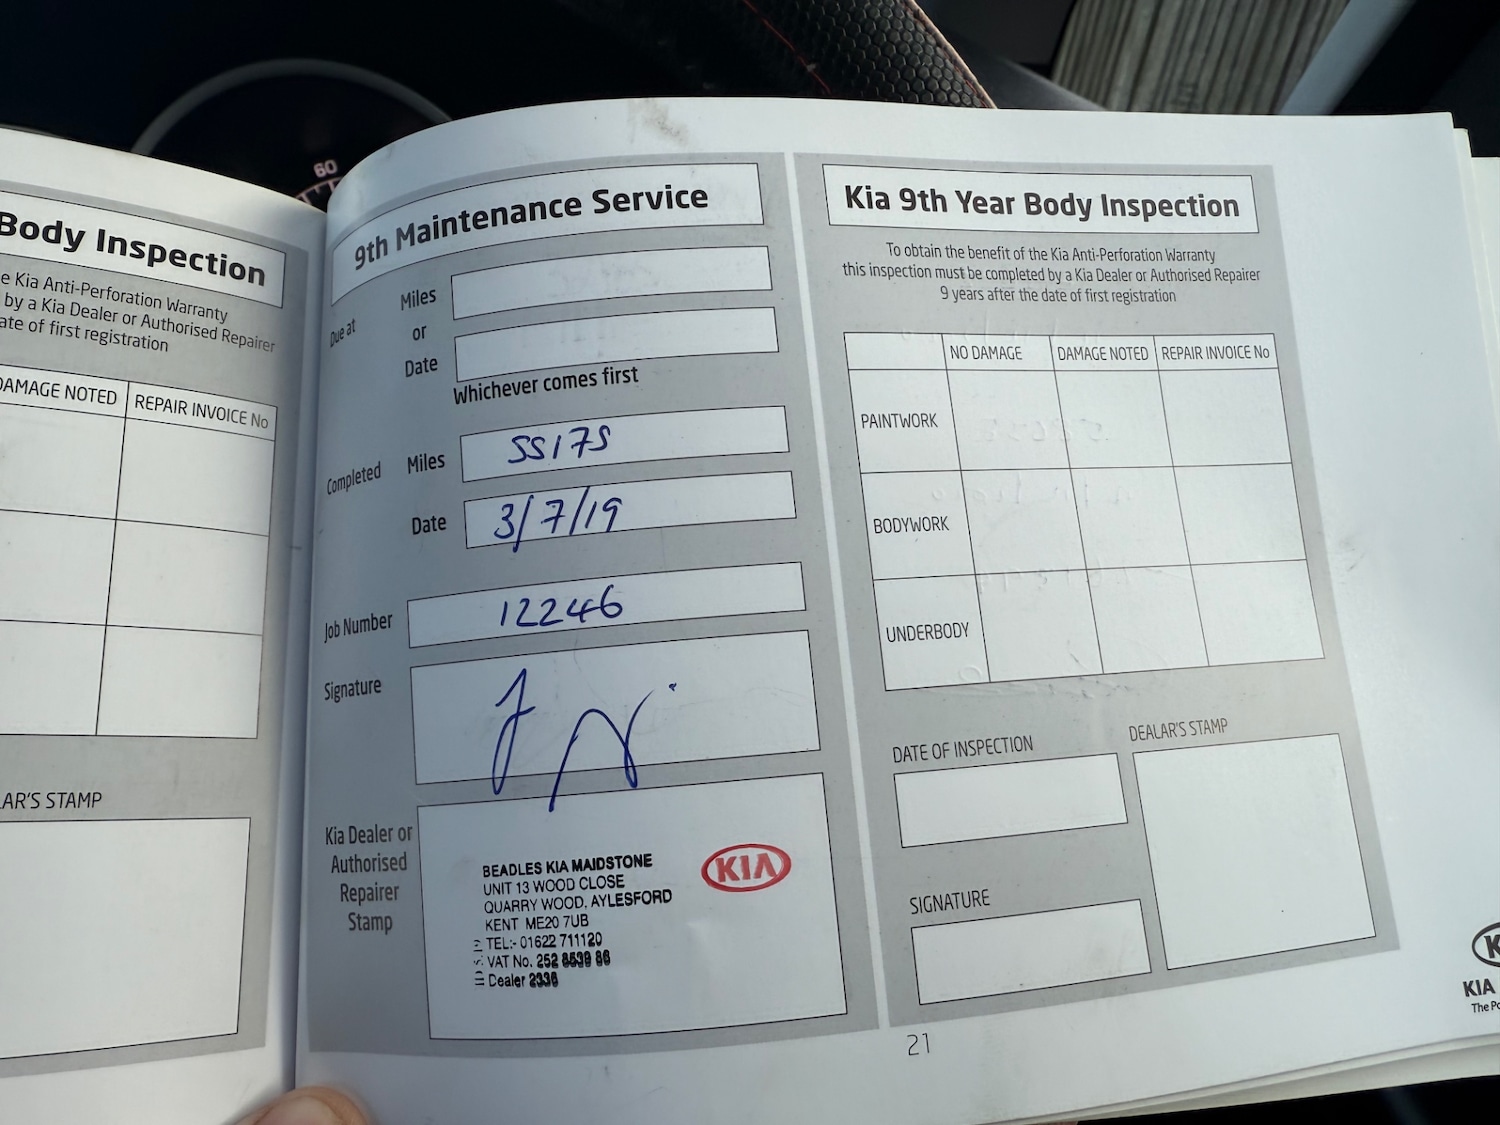 60
Body Inspection
e Kia Anti-Perforation Warranty
by a Kia Dealer or Authorised Repairer
ate of first registration
DAMAGE NOTED REPAIR INVOICE No
LAR'S STAMP
9th Maintenance Service
Due at
Miles
or
Date
Whichever comes first
Completed Miles 55175
Date 3/7/19
Job Number 12246
Signature
Kia Dealer or
Authorised
Repairer
Stamp
BEADLES KIA MAIDSTONE
UNIT 13 WOOD CLOSE
QUARRY WOOD, AYLESFORD
KENT ME20 7UB
TEL:- 01622 711120
VAT No. 252 8539 86
Dealer 2336
KIA
Kia 9th Year Body Inspection
To obtain the benefit of the Kia Anti-Perforation Warranty
this inspection must be completed by a Kia Dealer or Authorised Repairer
9 years after the date of first registration
NO DAMAGE DAMAGE NOTED REPAIR INVOICE No
PAINTWORK
BODYWORK
UNDERBODY
DATE OF INSPECTION
DEALAR'S STAMP
SIGNATURE
21
KIA
The